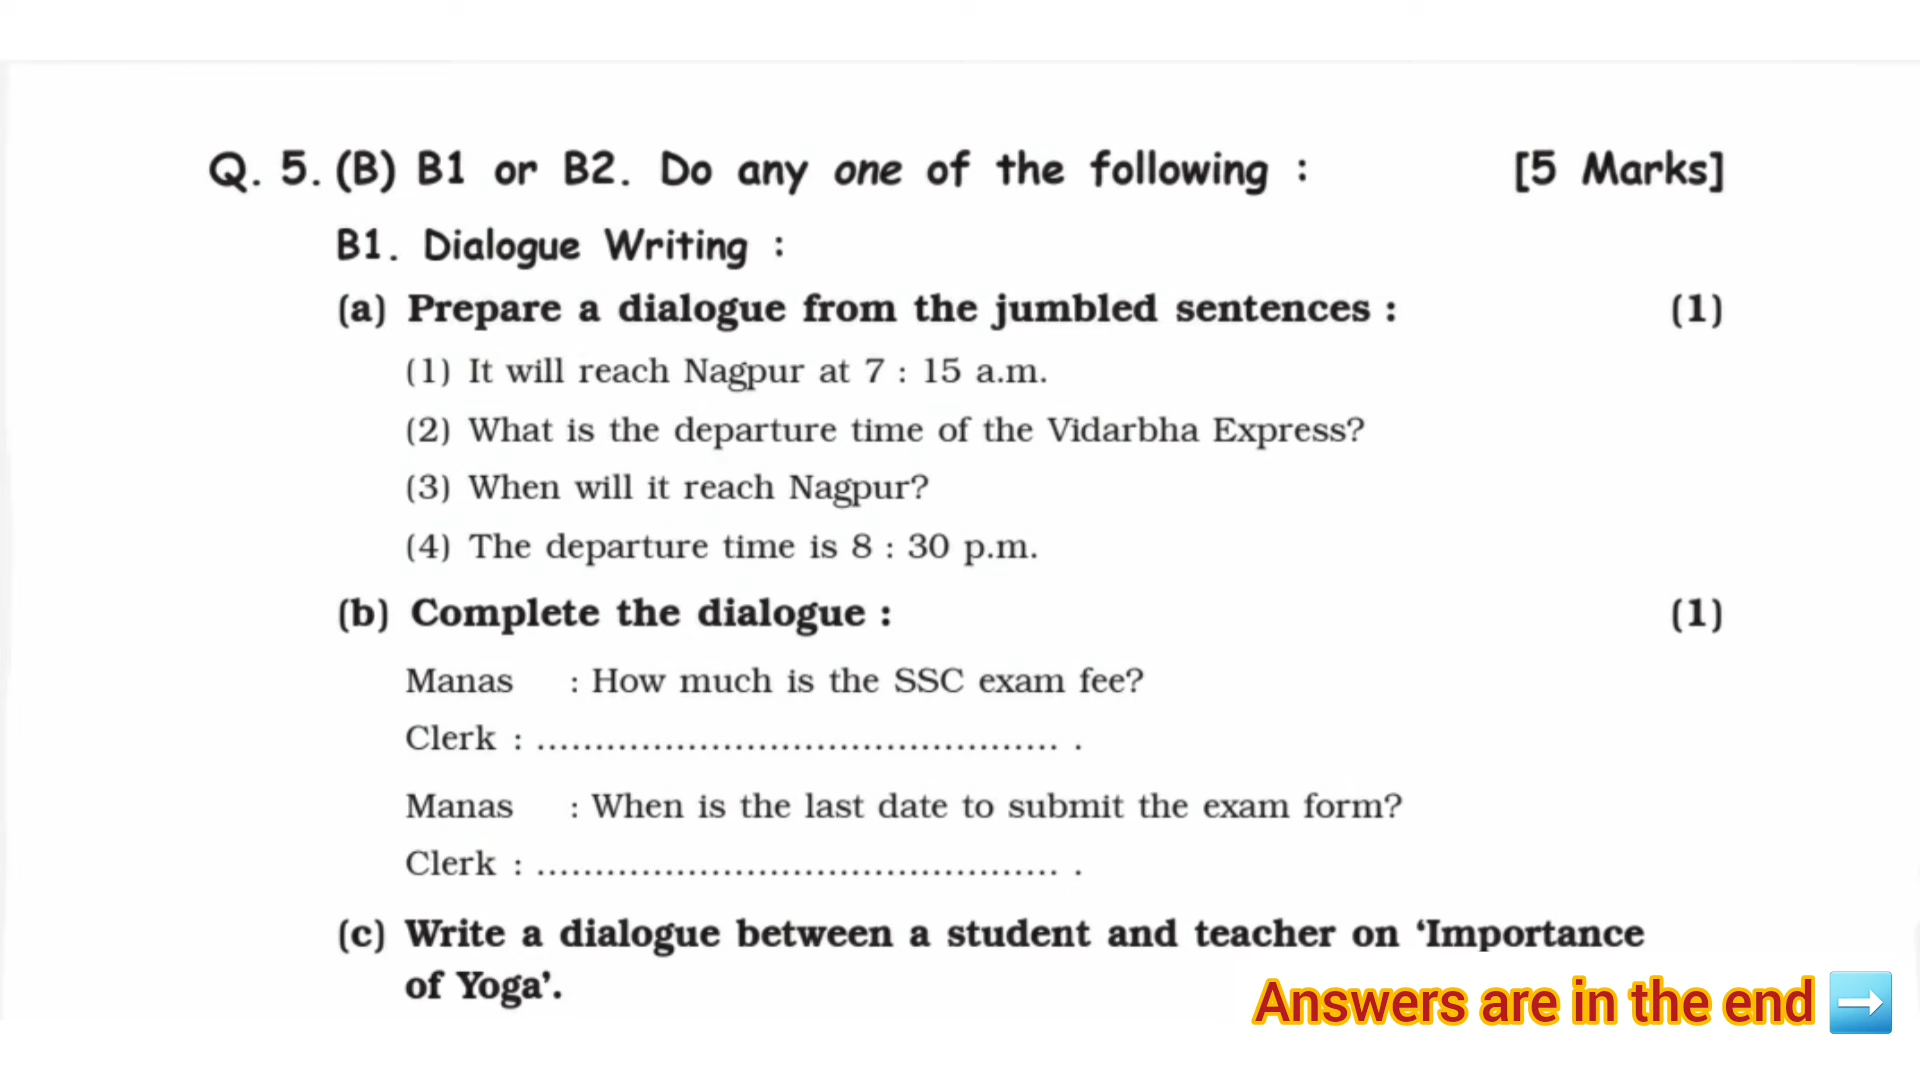 Q. 5. (B) B1 or B2. Do any one of the following : [5 Marks]
B1. Dialogue Writing :
(a) Prepare a dialogue from the jumbled sentences : (1)
(1) It will reach Nagpur at 7 : 15 a.m.
(2) What is the departure time of the Vidarbha Express?
(3) When will it reach Nagpur?
(4) The departure time is 8 : 30 p.m.
(b) Complete the dialogue : (1)
Manas : How much is the SSC exam fee?
Clerk : ............................................. .
Manas : When is the last date to submit the exam form?
Clerk : ............................................. .
(c) Write a dialogue between a student and teacher on ‘Importance
of Yoga’.
Answers are in the end ➡️